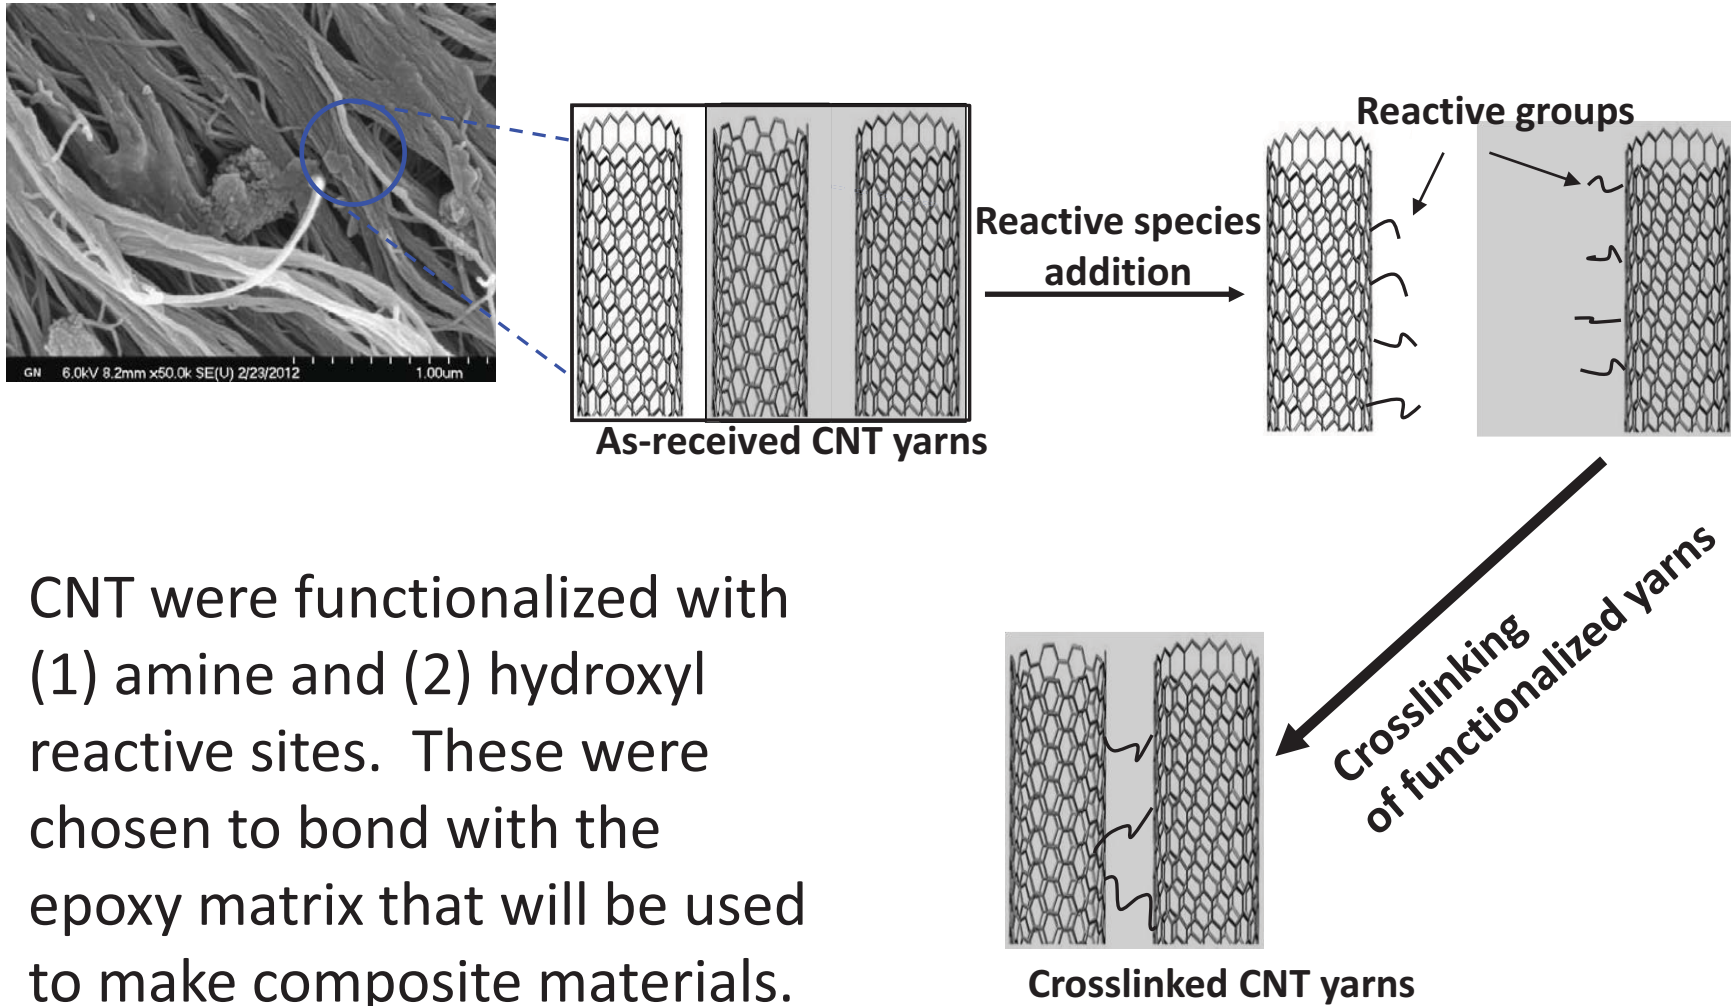 GN 6.0kV 8.2mm x50.0k SE(U) 2/23/2012 1.00um
As-received CNT yarns
Reactive species
addition
Reactive groups
Crosslinking
of functionalized yarns
CNT were functionalized with
(1) amine and (2) hydroxyl
reactive sites.  These were
chosen to bond with the
epoxy matrix that will be used
to make composite materials.
Crosslinked CNT yarns